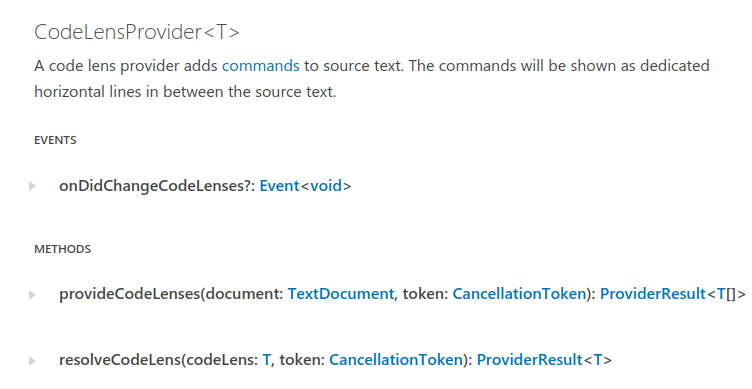 CodeLensProvider<T>
A code lens provider adds commands to source text. The commands will be shown as dedicated
horizontal lines in between the source text.
EVENTS
onDidChangeCodeLenses?: Event<void>
METHODS
provideCodeLenses(document: TextDocument, token: CancellationToken): ProviderResult<T[]>
resolveCodeLens(codeLens: T, token: CancellationToken): ProviderResult<T>